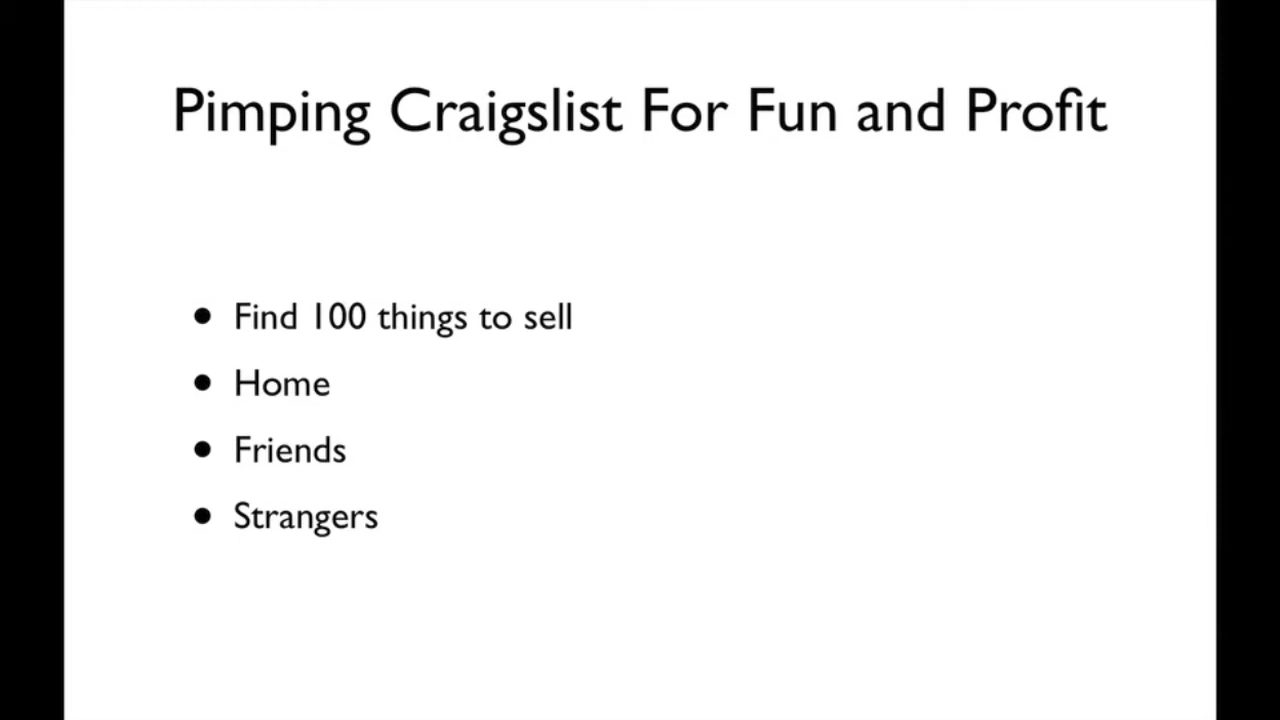 Pimping Craigslist For Fun and Profit
• Find 100 things to sell
• Home
• Friends
• Strangers